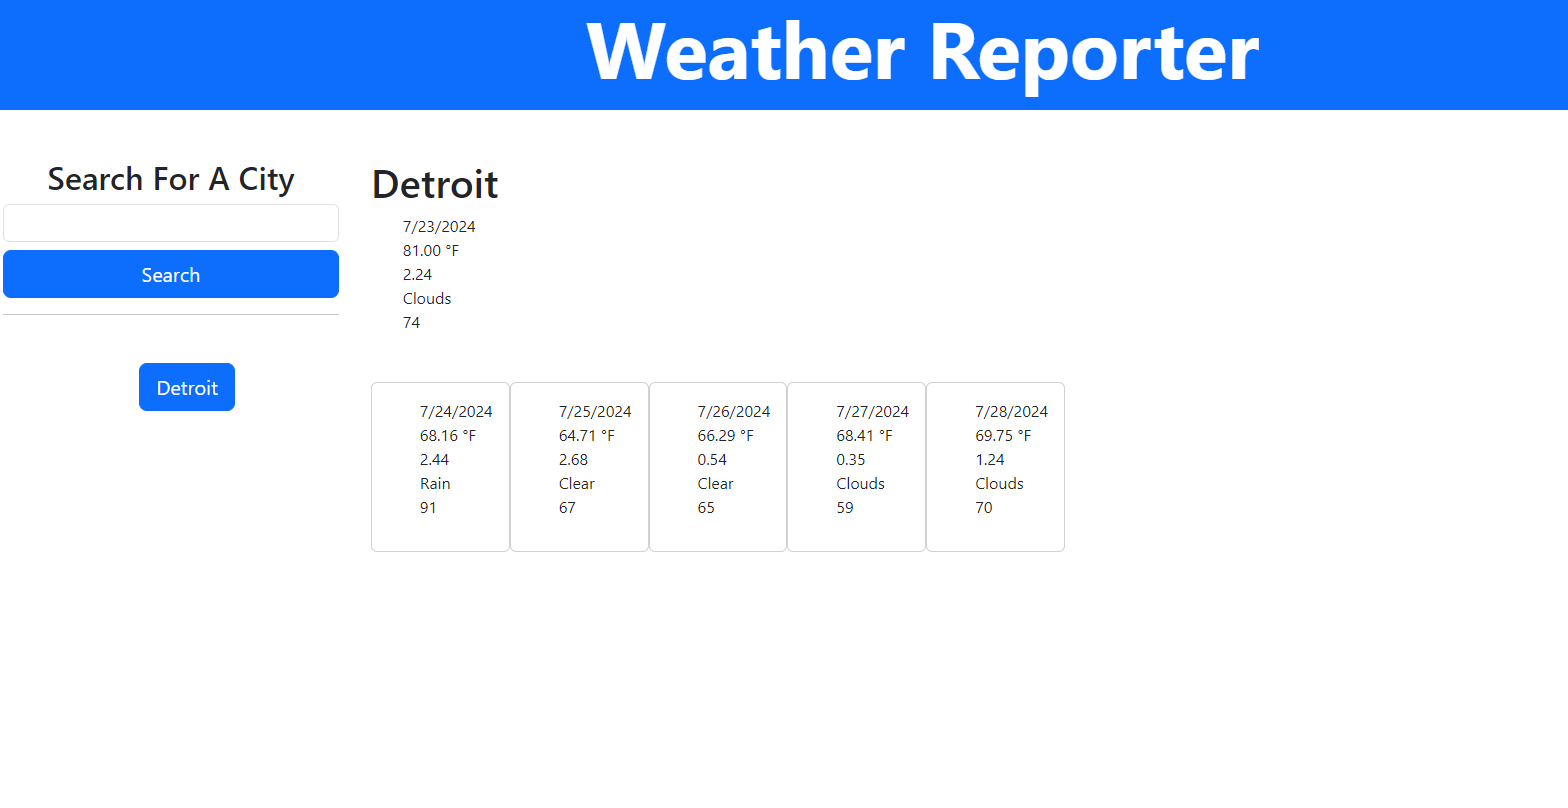 Weather Reporter
Search For A City
Search
Detroit
Detroit
7/23/2024
81.00 °F
2.24
Clouds
74
7/24/2024
68.16 °F
2.44
Rain
91
7/25/2024
64.71 °F
2.68
Clear
67
7/26/2024
66.29 °F
0.54
Clear
65
7/27/2024
68.41 °F
0.35
Clouds
59
7/28/2024
69.75 °F
1.24
Clouds
70